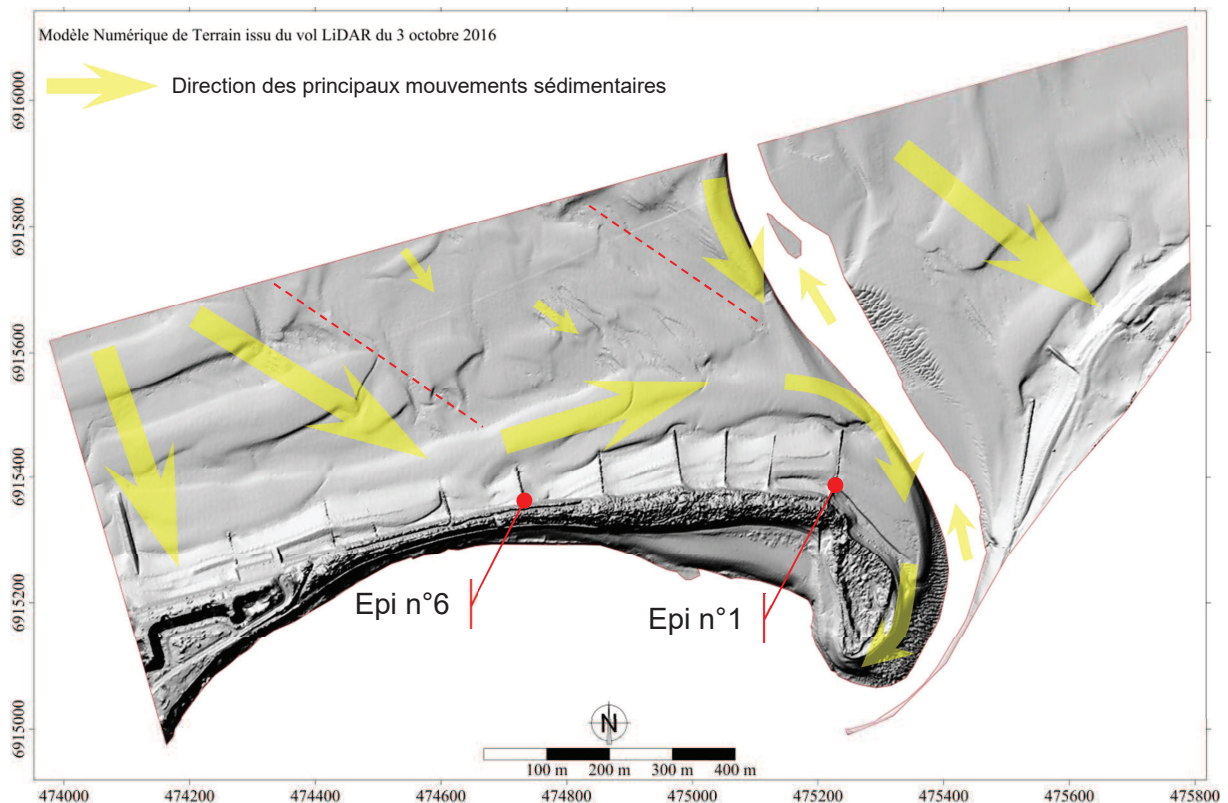 Modèle Numérique de Terrain issu du vol LiDAR du 3 octobre 2016
Direction des principaux mouvements sédimentaires
6916000
6915800
6915600
6915400
6915200
6915000
Epi n°6
Epi n°1
N
100 m 200 m 300 m 400 m
474000 474200 474400 474600 474800 475000 475200 475400 475600 475800